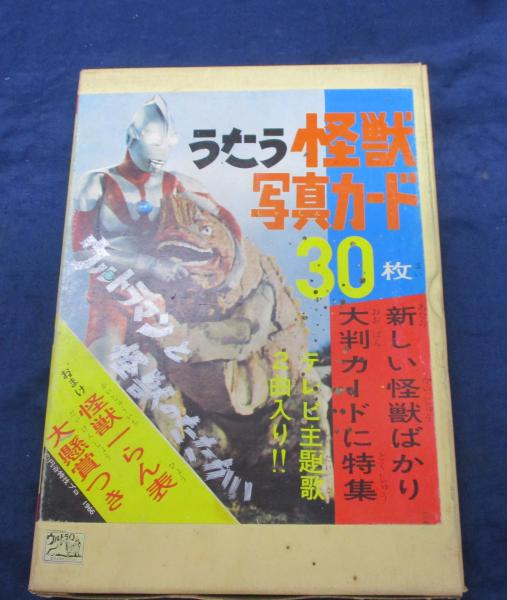 うたう怪獣
写真カード
30枚
新しい怪獣ばかり
大判カードに特集
テレビ主題歌
2曲入り!!
ウルトラマンと
怪獣のたたかい
おまけ
怪獣一らん表
大懸賞つき
1966